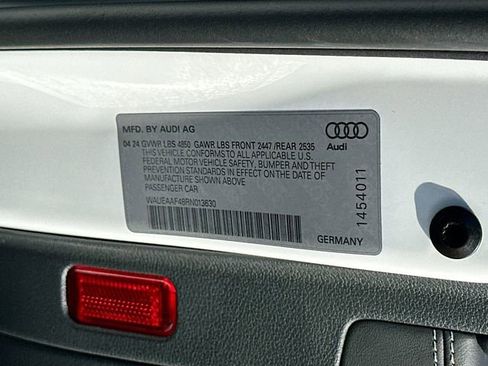 MFD. BY AUDI AG
04 24 GVWR LBS 4850 GAWR LBS FRONT 2447 /REAR 2535
THIS VEHICLE CONFORMS TO ALL APPLICABLE U.S.
FEDERAL MOTOR VEHICLE SAFETY, BUMPER AND THEFT
PREVENTION STANDARDS IN EFFECT ON THE DATE OF
MANUFACTURE SHOWN ABOVE.
PASSENGER CAR
WAUEAAF48RN013630
Audi
1454011
GERMANY